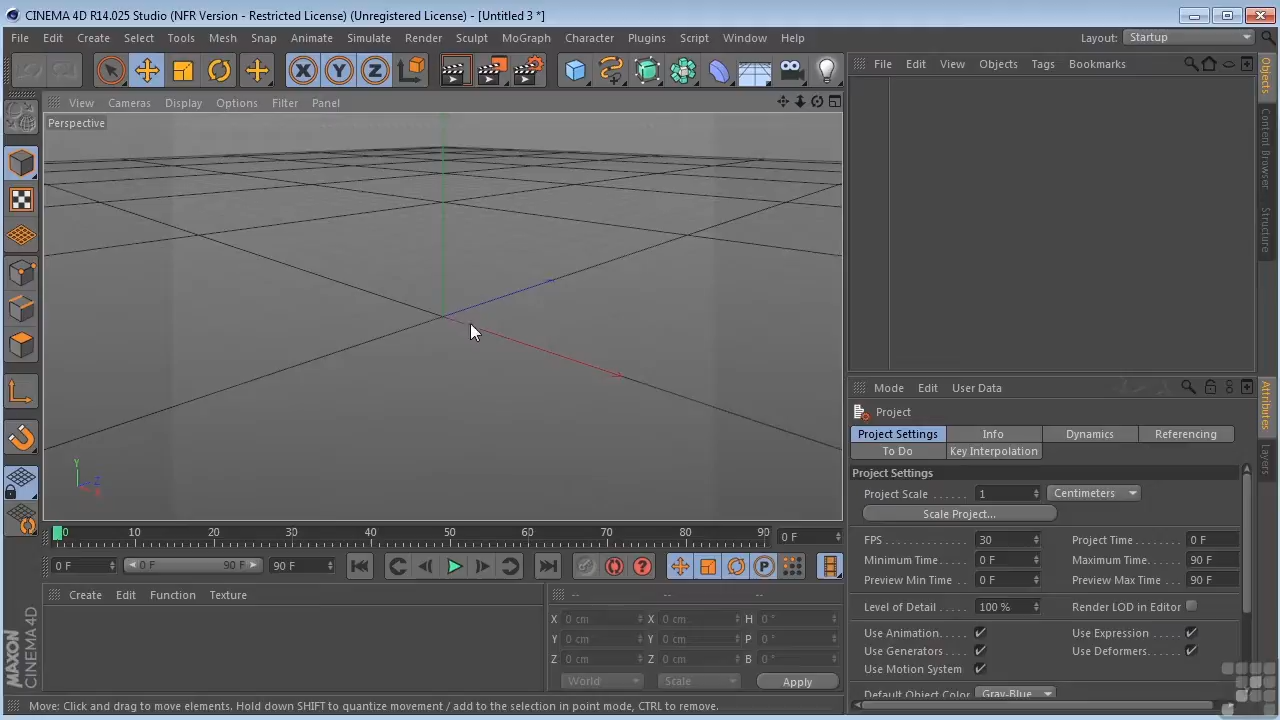 CINEMA 4D R14.025 Studio (NFR Version - Restricted License) (Unregistered License) - [Untitled 3 *]
File Edit Create Select Tools Mesh Snap Animate Simulate Render Sculpt MoGraph Character Plugins Script Window Help Layout: Startup
X Y Z
File Edit View Objects Tags Bookmarks
View Cameras Display Options Filter Panel
Perspective
Objects
Content Browser
Structure
Mode Edit User Data
Attributes
Layers
Project
Project Settings Info Dynamics Referencing
To Do Key Interpolation
Project Settings
Project Scale ..... 1 Centimeters
Scale Project...
FPS ............. 30 Project Time ... 0 F
Minimum Time ... 0 F Maximum Time ... 90 F
Preview Min Time .. 0 F Preview Max Time .. 90 F
Level of Detail ..... 100 % Render LOD in Editor
Use Animation..... Use Expression .....
Use Generators .... Use Deformers.....
Use Motion System
Default Object Color Gray-Blue
Y
Z
X
0 10 20 30 40 50 60 70 80 90 0 F
0 F 0 F 90 F 90 F
Create Edit Function Texture
-- -- --
X 0 cm X 0 cm H 0 °
Y 0 cm Y 0 cm P 0 °
Z 0 cm Z 0 cm B 0 °
World Scale Apply
MAXON
CINEMA 4D
Move: Click and drag to move elements. Hold down SHIFT to quantize movement / add to the selection in point mode, CTRL to remove.